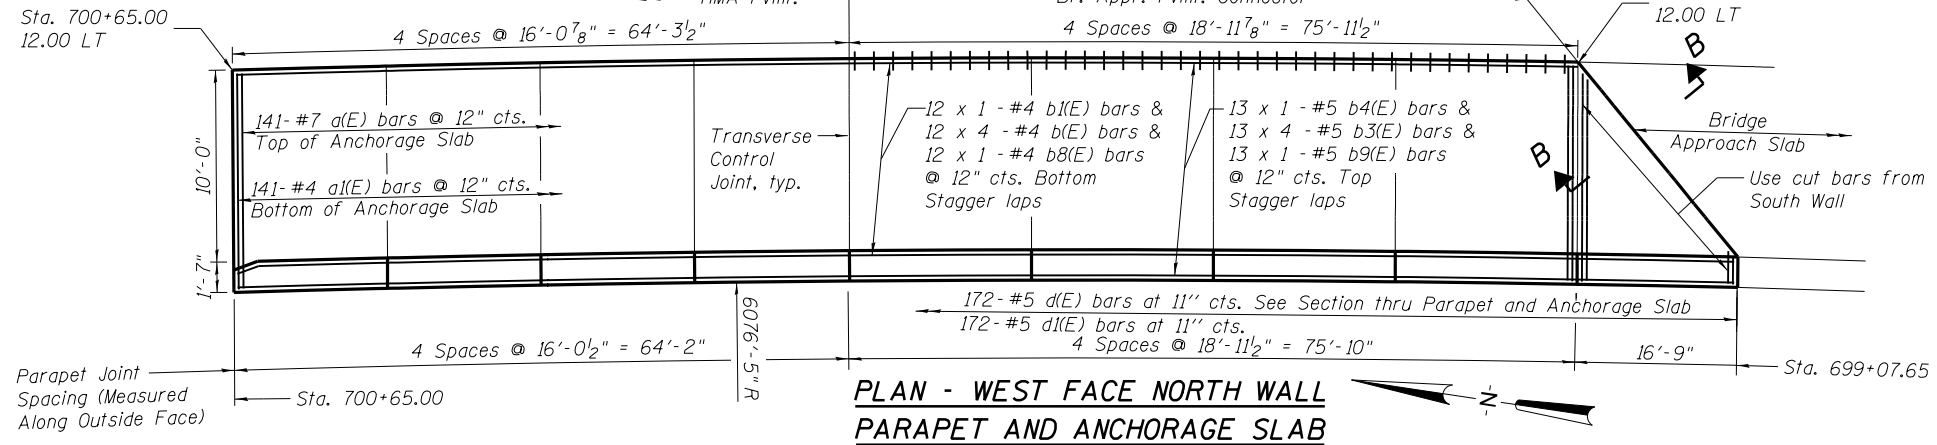 Sta. 700+65.00
12.00 LT
HMA Pvmt.
Br. Appr. Pvmt. Connector
12.00 LT
4 Spaces @ 16'-0 7/8" = 64'-3 1/2"
4 Spaces @ 18'-11 7/8" = 75'-11 1/2"
B
10'-0"
1'-7"
141-#7 a(E) bars @ 12" cts.
Top of Anchorage Slab
141-#4 a1(E) bars @ 12" cts.
Bottom of Anchorage Slab
Transverse
Control
Joint, typ.
12 x 1 -#4 b1(E) bars &
12 x 4 -#4 b(E) bars &
12 x 1 -#4 b8(E) bars
@ 12" cts. Bottom
Stagger laps
13 x 1 -#5 b4(E) bars &
13 x 4 -#5 b3(E) bars &
13 x 1 -#5 b9(E) bars
@ 12" cts. Top
Stagger laps
B
Bridge
Approach Slab
Use cut bars from
South Wall
172-#5 d(E) bars at 11" cts. See Section thru Parapet and Anchorage Slab
172-#5 d1(E) bars at 11" cts.
6076'-5" R
4 Spaces @ 16'-0 1/2" = 64'-2"
4 Spaces @ 18'-11 1/2" = 75'-10"
16'-9"
Sta. 699+07.65
Parapet Joint
Spacing (Measured
Along Outside Face)
Sta. 700+65.00
PLAN - WEST FACE NORTH WALL
PARAPET AND ANCHORAGE SLAB
-N-